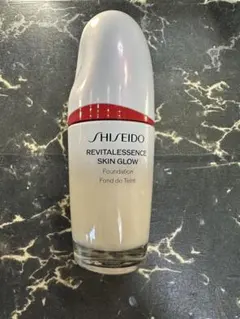 SHISEIDO
REVITALESSENCE
SKIN GLOW
Foundation
Fond de Teint